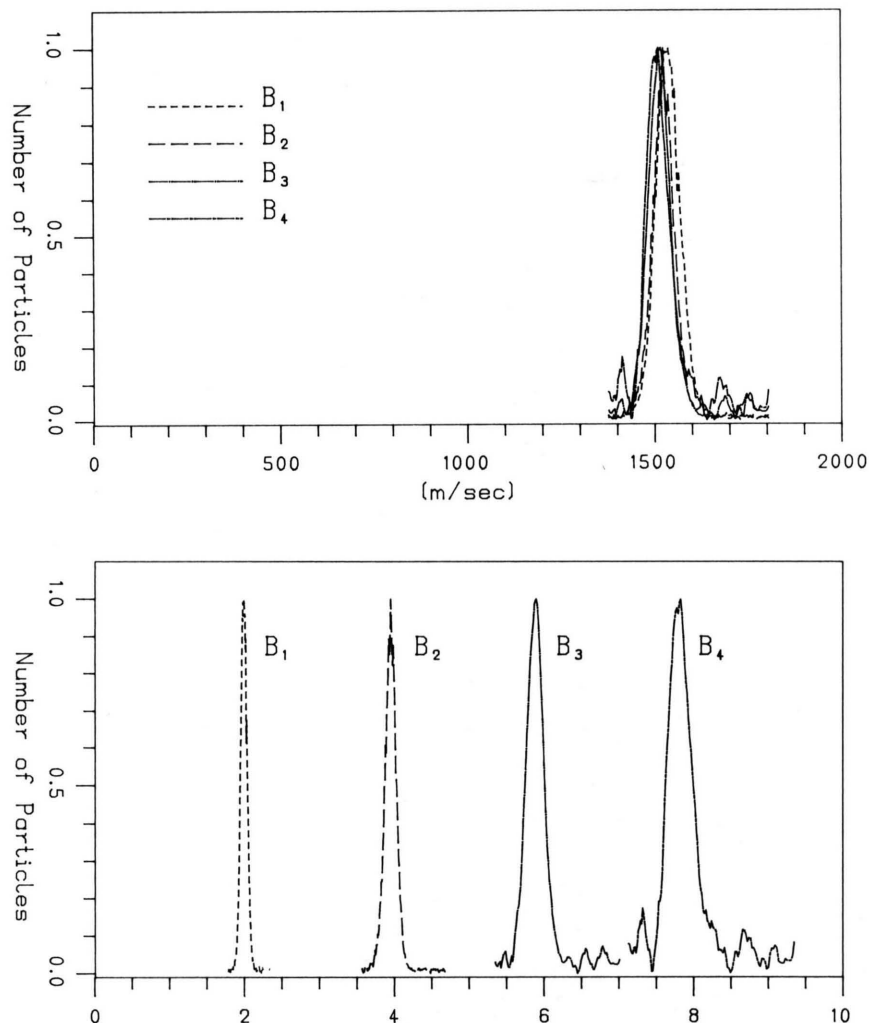 Number of Particles
1.0
0.5
0.0
B₁
B₂
B₃
B₄
0 500 1000 1500 2000
(m/sec)
Number of Particles
1.0
0.5
0.0
B₁ B₂ B₃ B₄
0 2 4 6 8 10